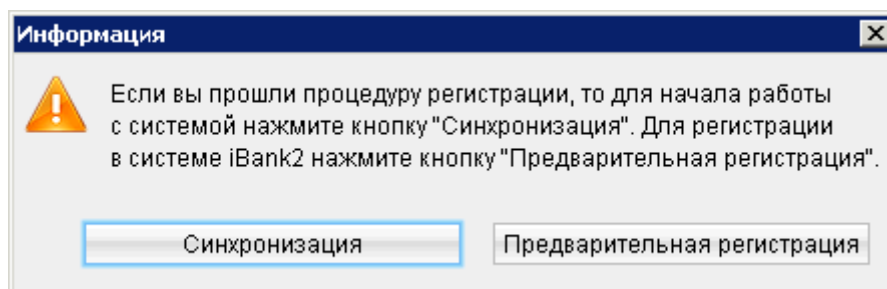 Информация
Если вы прошли процедуру регистрации, то для начала работы
с системой нажмите кнопку "Синхронизация". Для регистрации
в системе iBank2 нажмите кнопку "Предварительная регистрация".
Синхронизация
Предварительная регистрация